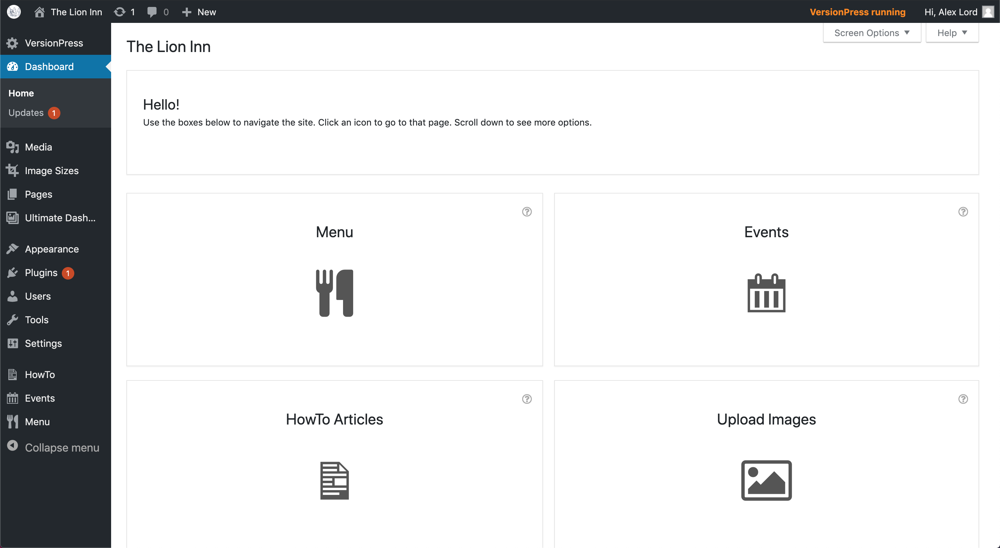 The Lion Inn 1 0 New VersionPress running Hi, Alex Lord
Screen Options Help
VersionPress
Dashboard
Home
Updates 1
Media
Image Sizes
Pages
Ultimate Dash...
Appearance
Plugins 1
Users
Tools
Settings
HowTo
Events
Menu
Collapse menu
The Lion Inn
Hello!
Use the boxes below to navigate the site. Click an icon to go to that page. Scroll down to see more options.
Menu
Events
HowTo Articles
Upload Images